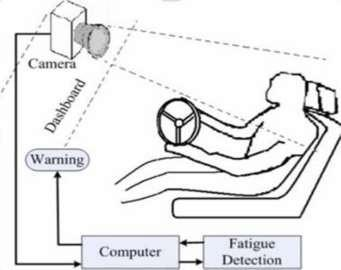 Camera
Dashboard
Warning
Computer
Fatigue
Detection